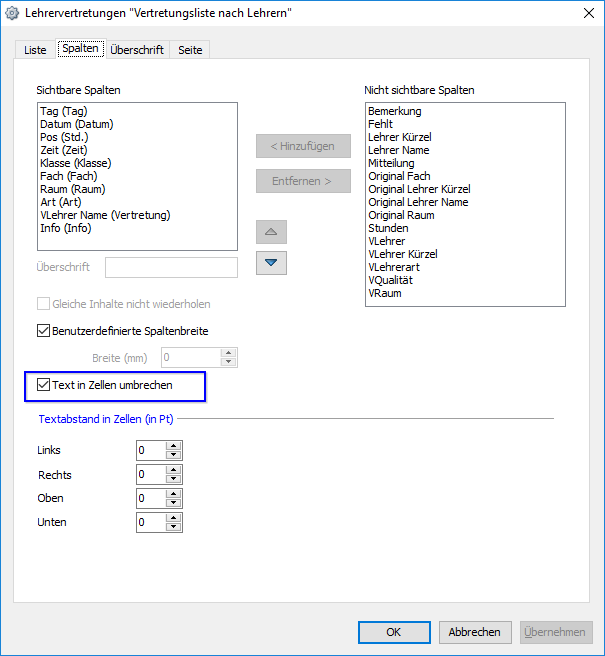 Lehrervertretungen "Vertretungsliste nach Lehrern"
Liste Spalten Überschrift Seite
Sichtbare Spalten
Tag (Tag)
Datum (Datum)
Pos (Std.)
Zeit (Zeit)
Klasse (Klasse)
Fach (Fach)
Raum (Raum)
Art (Art)
VLehrer Name (Vertretung)
Info (Info)
< Hinzufügen
Entfernen >
Nicht sichtbare Spalten
Bemerkung
Fehlt
Lehrer Kürzel
Lehrer Name
Mitteilung
Original Fach
Original Lehrer Kürzel
Original Lehrer Name
Original Raum
Stunden
VLehrer
VLehrer Kürzel
VLehrerart
VQualität
VRaum
Überschrift
Gleiche Inhalte nicht wiederholen
Benutzerdefinierte Spaltenbreite
Breite (mm) 0
Text in Zellen umbrechen
Textabstand in Zellen (in Pt)
Links 0
Rechts 0
Oben 0
Unten 0
OK Abbrechen Übernehmen